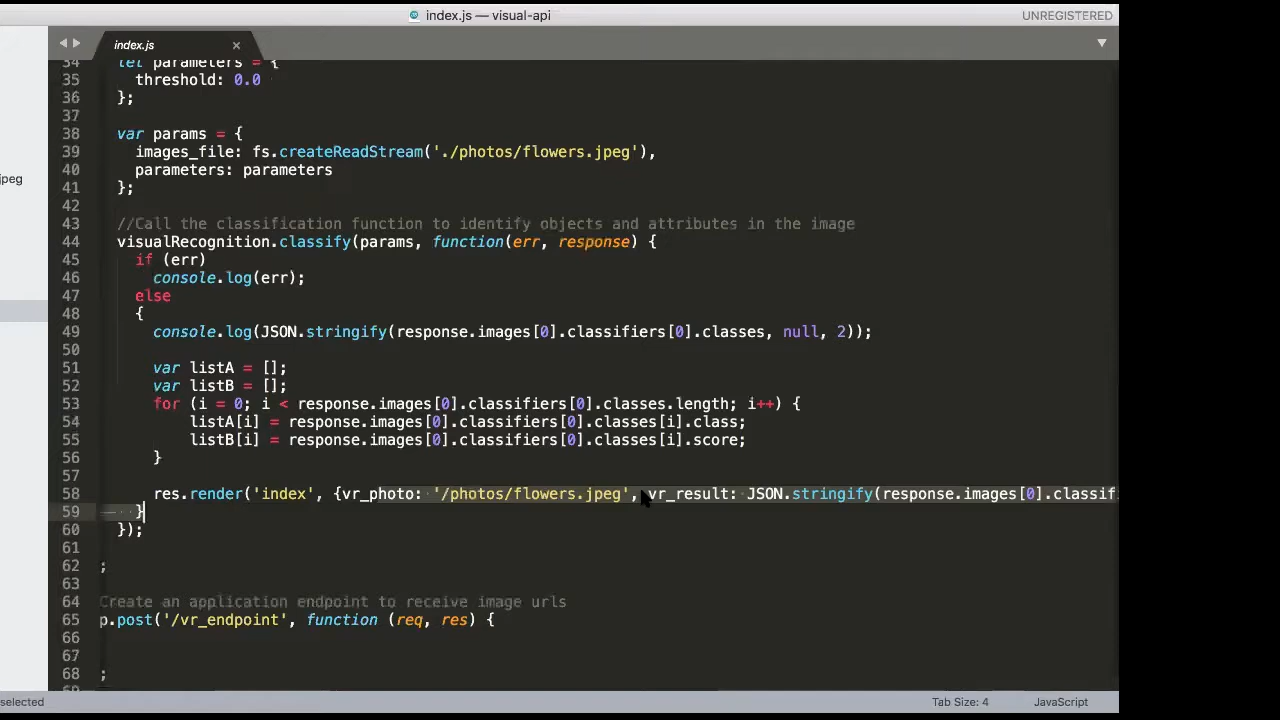 index.js — visual-api
UNREGISTERED
index.js
jpeg
34 let parameters = {
35 threshold: 0.0
36 };
37
38 var params = {
39 images_file: fs.createReadStream('./photos/flowers.jpeg'),
40 parameters: parameters
41 };
42
43 //Call the classification function to identify objects and attributes in the image
44 visualRecognition.classify(params, function(err, response) {
45 if (err)
46 console.log(err);
47 else
48 {
49 console.log(JSON.stringify(response.images[0].classifiers[0].classes, null, 2));
50
51 var listA = [];
52 var listB = [];
53 for (i = 0; i < response.images[0].classifiers[0].classes.length; i++) {
54 listA[i] = response.images[0].classifiers[0].classes[i].class;
55 listB[i] = response.images[0].classifiers[0].classes[i].score;
56 }
57
58 res.render('index', {vr_photo: '/photos/flowers.jpeg', vr_result: JSON.stringify(response.images[0].classif
59 }
60 });
61
62 ;
63
64 Create an application endpoint to receive image urls
65 p.post('/vr_endpoint', function (req, res) {
66
67
68 ;
69
selected
Tab Size: 4
JavaScript